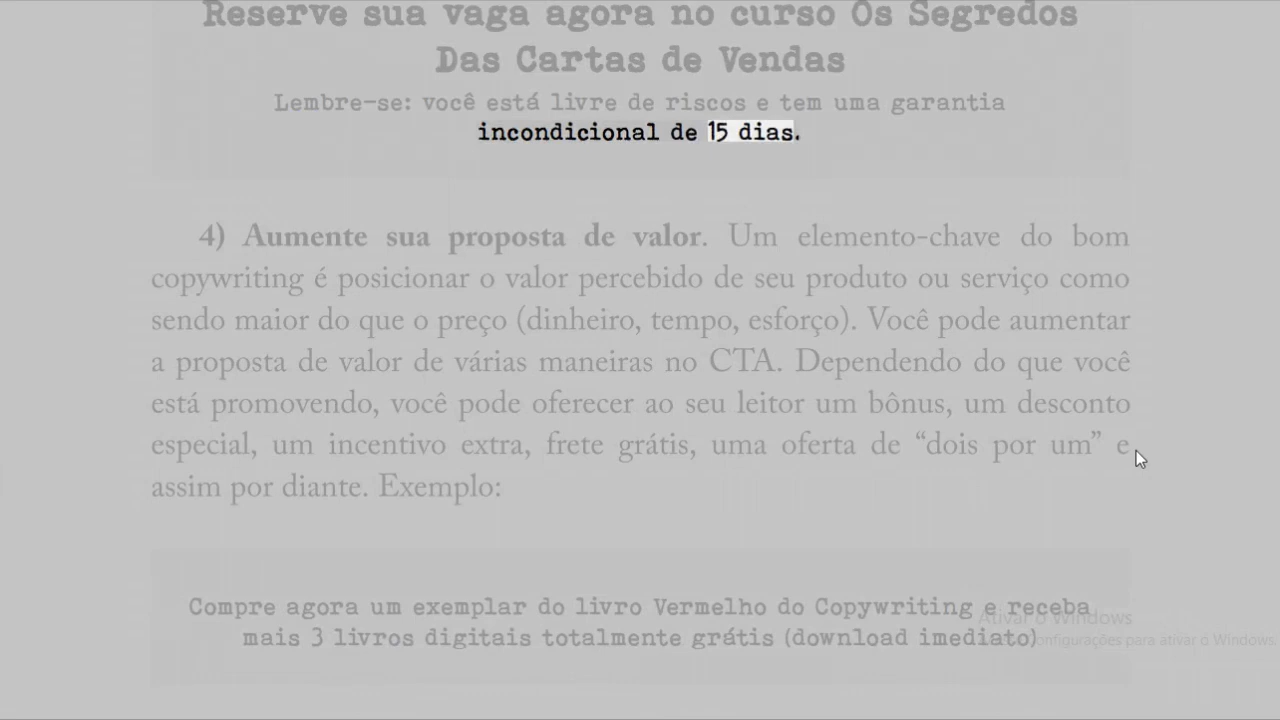 Reserve sua vaga agora no curso Os Segredos
Das Cartas de Vendas
Lembre-se: você está livre de riscos e tem uma garantia
incondicional de 15 dias.
4) Aumente sua proposta de valor. Um elemento-chave do bom
copywriting é posicionar o valor percebido de seu produto ou serviço como
sendo maior do que o preço (dinheiro, tempo, esforço). Você pode aumentar
a proposta de valor de várias maneiras no CTA. Dependendo do que você
está promovendo, você pode oferecer ao seu leitor um bônus, um desconto
especial, um incentivo extra, frete grátis, uma oferta de “dois por um” e
assim por diante. Exemplo:
Compre agora um exemplar do livro Vermelho do Copywriting e receba
mais 3 livros digitais totalmente grátis (download imediato)
Ativar o Windows
onfigurações para ativar o Windows.